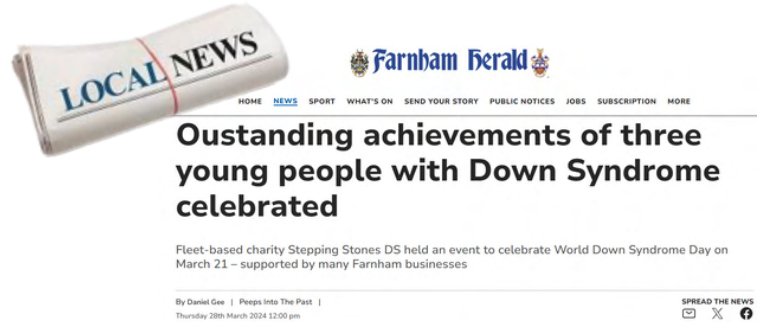 LOCAL NEWS
Farnham Herald
HOME NEWS SPORT WHAT'S ON SEND YOUR STORY PUBLIC NOTICES JOBS SUBSCRIPTION MORE
Oustanding achievements of three
young people with Down Syndrome
celebrated
Fleet-based charity Stepping Stones DS held an event to celebrate World Down Syndrome Day on
March 21 – supported by many Farnham businesses
By Daniel Gee | Peeps Into The Past |
SPREAD THE NEWS
Thursday 28th March 2024 12:00 pm